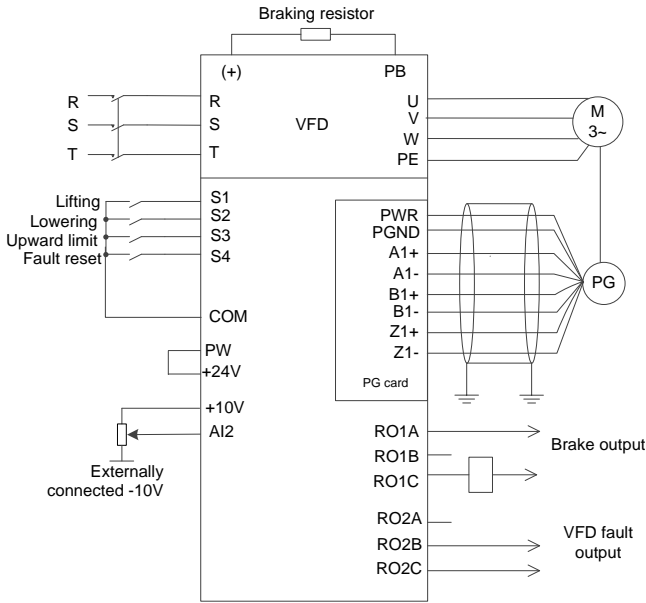 Braking resistor
(+)
PB
R
S
T
R
S
T
VFD
U
V
W
PE
M
3~
Lifting
Lowering
Upward limit
Fault reset
S1
S2
S3
S4
COM
PW
+24V
+10V
AI2
Externally
connected -10V
PWR
PGND
A1+
A1-
B1+
B1-
Z1+
Z1-
PG card
PG
RO1A
RO1B
RO1C
Brake output
RO2A
RO2B
RO2C
VFD fault
output